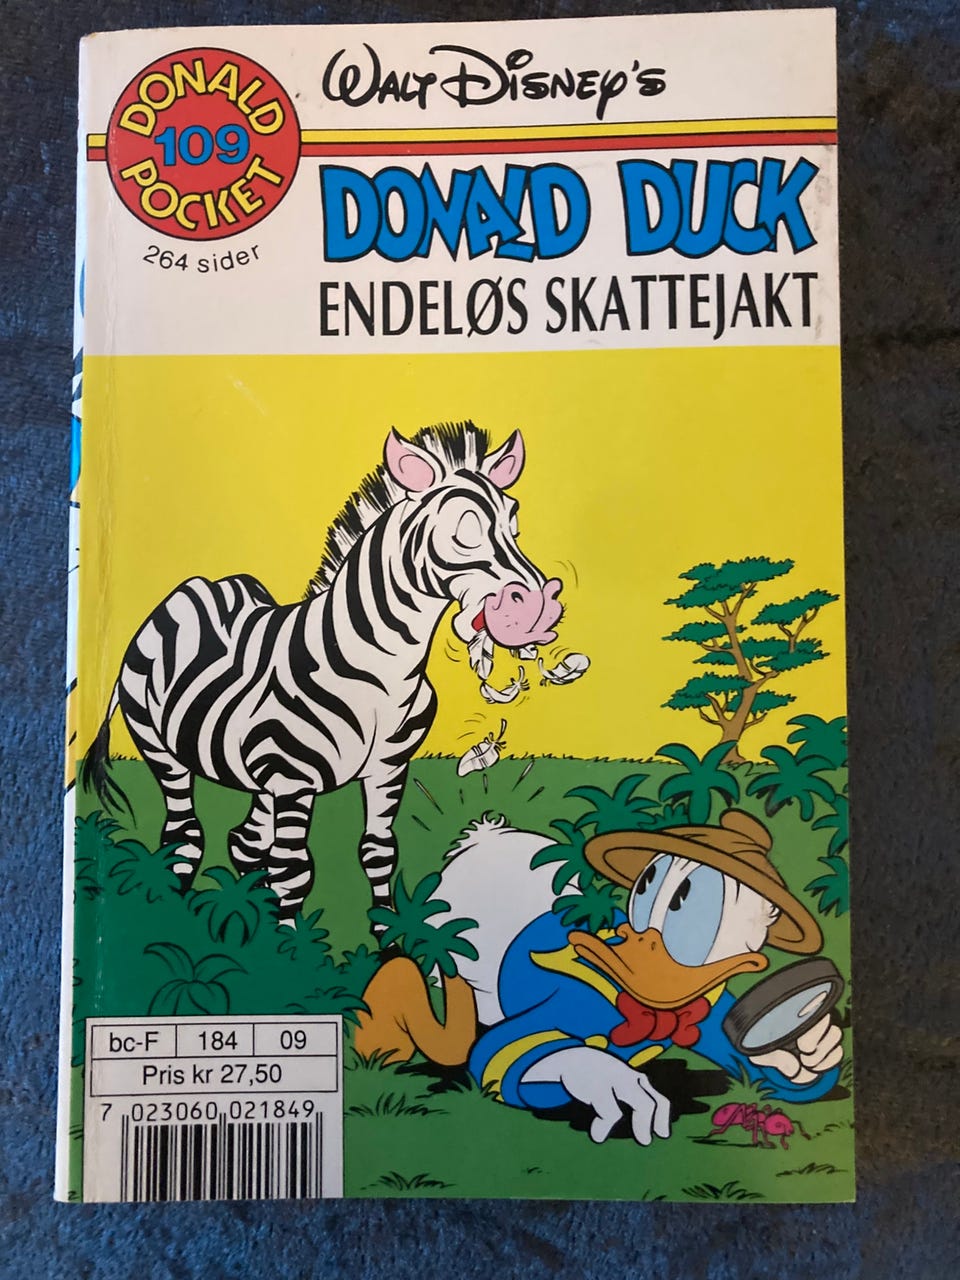 DONALD
109
POCKET
264 sider
WALT DISNEY'S
DONALD DUCK
ENDELØS SKATTEJAKT
bc-F 184 09
Pris kr 27,50
7 023060 021849